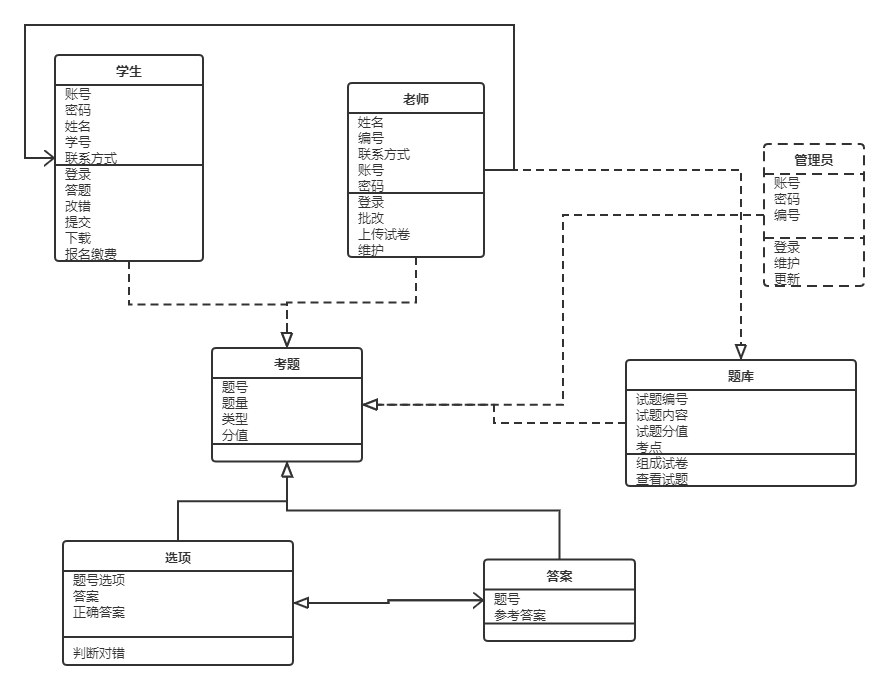 学生
账号
密码
姓名
学号
联系方式
登录
答题
改错
提交
下载
报名缴费
老师
姓名
编号
联系方式
账号
密码
登录
批改
上传试卷
维护
管理员
账号
密码
编号
登录
维护
更新
考题
题号
题量
类型
分值
题库
试题编号
试题内容
试题分值
考点
组成试卷
查看试题
选项
题号选项
答案
正确答案
判断对错
答案
题号
参考答案